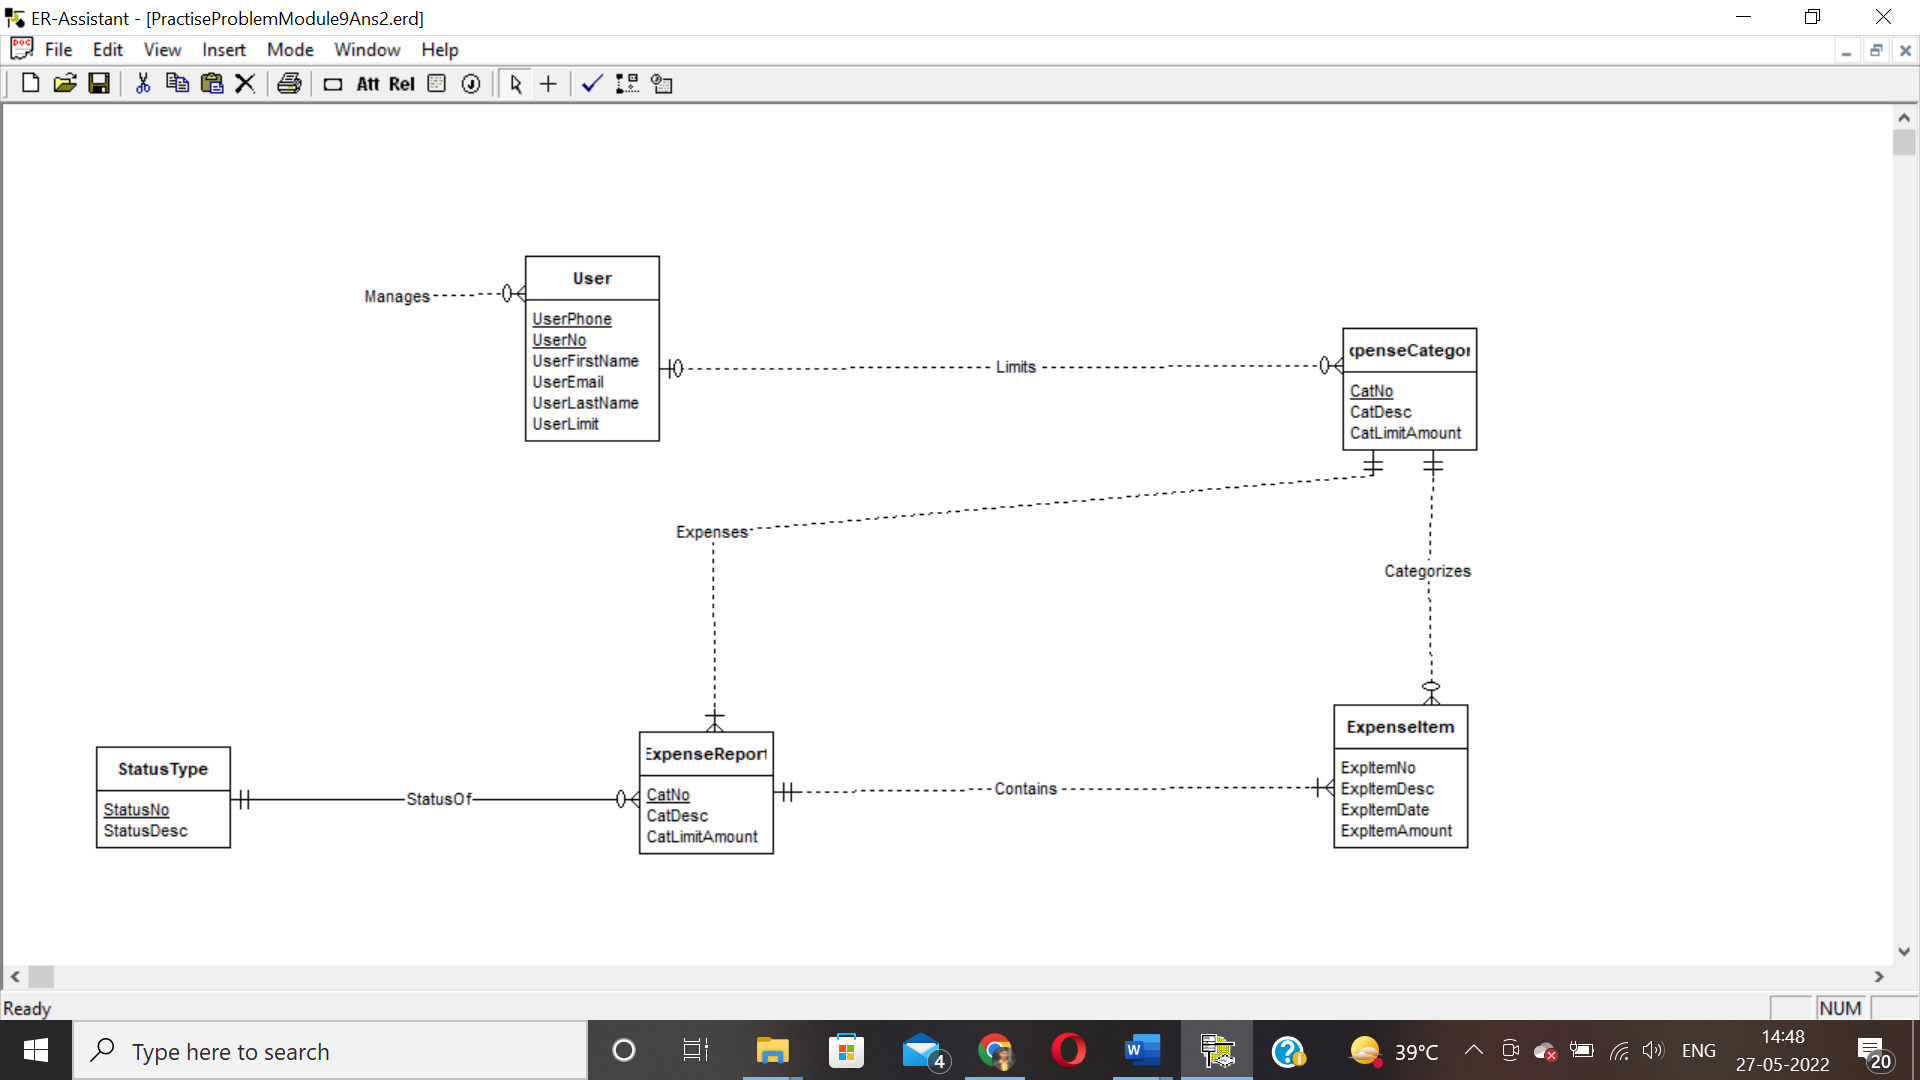 ER-Assistant - [PractiseProblemModule9Ans2.erd]
File Edit View Insert Mode Window Help
Att Rel
User
UserPhone
UserNo
UserFirstName
UserEmail
UserLastName
UserLimit
Manages
Limits
xpenseCategor
CatNo
CatDesc
CatLimitAmount
Expenses
Categorizes
StatusType
StatusNo
StatusDesc
StatusOf
ExpenseReport
CatNo
CatDesc
CatLimitAmount
Contains
ExpenseItem
ExpItemNo
ExpItemDesc
ExpItemDate
ExpItemAmount
Ready
NUM
Type here to search
4
W
39°C
ENG
14:48
27-05-2022
20